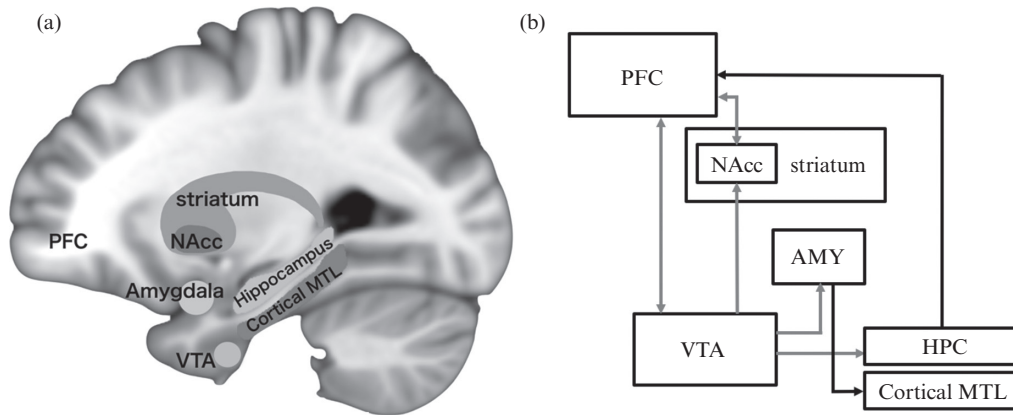 (a)
striatum
NAcc
PFC
Amygdala
Hippocampus
Cortical MTL
VTA
(b)
PFC
NAcc
striatum
AMY
VTA
HPC
Cortical MTL